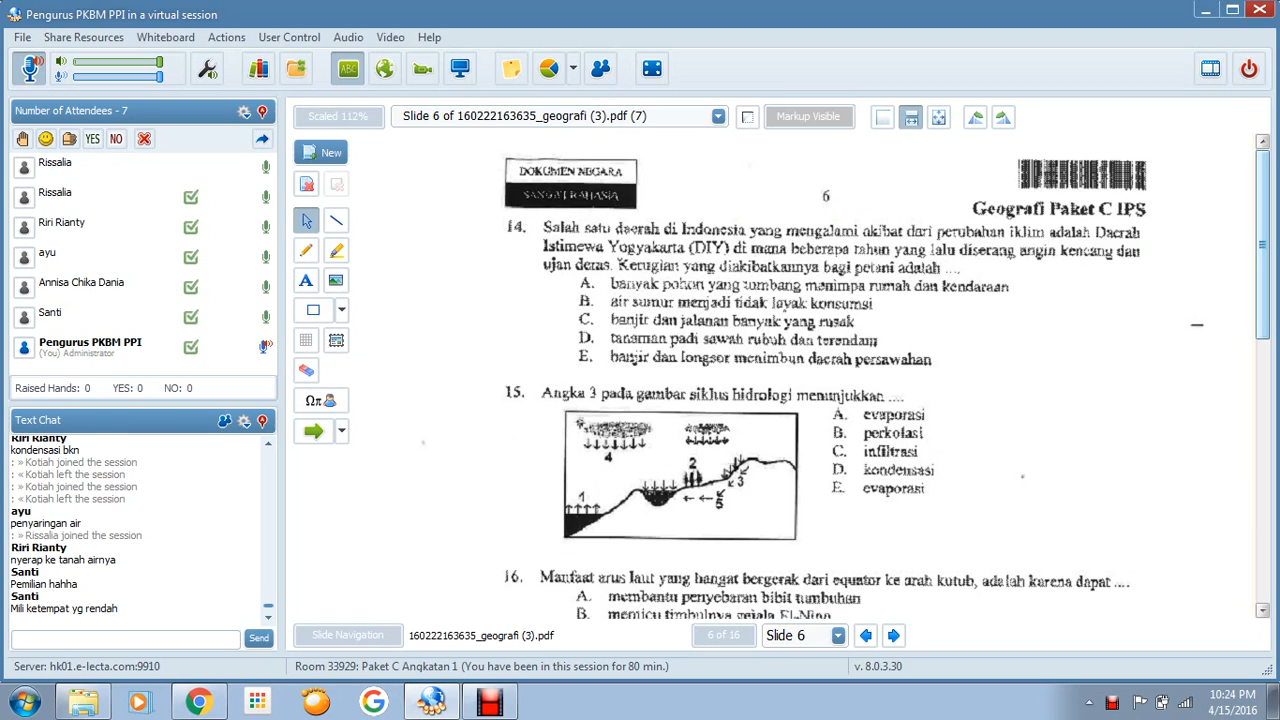 Pengurus PKBM PPI in a virtual session
File Share Resources Whiteboard Actions User Control Audio Video Help
Number of Attendees - 7
YES NO
Rissalia
Rissalia
Riri Rianty
ayu
Annisa Chika Dania
Santi
Pengurus PKBM PPI
(You) Administrator
Raised Hands: 0 YES: 0 NO: 0
Text Chat
Riri Rianty
kondensasi bkn
: » Kotiah joined the session
: » Kotiah left the session
: » Kotiah joined the session
: » Kotiah left the session
ayu
penyaringan air
: » Rissalia joined the session
Riri Rianty
nyerap ke tanah airnya
Santi
Pemilian hahha
Santi
Mili ketempat yg rendah
Send
Scaled 112%
Slide 6 of 160222163635_geografi (3).pdf (7)
Markup Visible
New
ABC
A
Ωπ
DOKUMEN NEGARA
SANGAT RAHASIA
6
Geografi Paket C IPS
14. Salah satu daerah di Indonesia yang mengalami akibat dari perubahan iklim adalah Daerah
Istimewa Yogyakarta (DIY) di mana beberapa tahun yang lalu diserang angin kencang dan
ujan deras. Kerugian yang diakibatkannya bagi petani adalah ....
A. banyak pohon yang tumbang menimpa rumah dan kendaraan
B. air sumur menjadi tidak layak konsumsi
C. banjir dan jalanan banyak yang rusak
D. tanaman padi sawah rubuh dan terendam
E. banjir dan longsor menimbun daerah persawahan
15. Angka 3 pada gambar siklus hidrologi menunjukkan ....
4
2
3
1
5
A. evaporasi
B. perkolasi
C. infiltrasi
D. kondensasi
E. evaporasi
16. Manfaat arus laut yang hangat bergerak dari equator ke arah kutub, adalah karena dapat ....
A. membantu penyebaran bibit tumbuhan
B. memicu timbulnya gejala El-Nino
Slide Navigation
160222163635_geografi (3).pdf
6 of 16
Slide 6
Server: hk01.e-lecta.com:9910
Room 33929: Paket C Angkatan 1 (You have been in this session for 80 min.)
v. 8.0.3.30
10:24 PM
4/15/2016